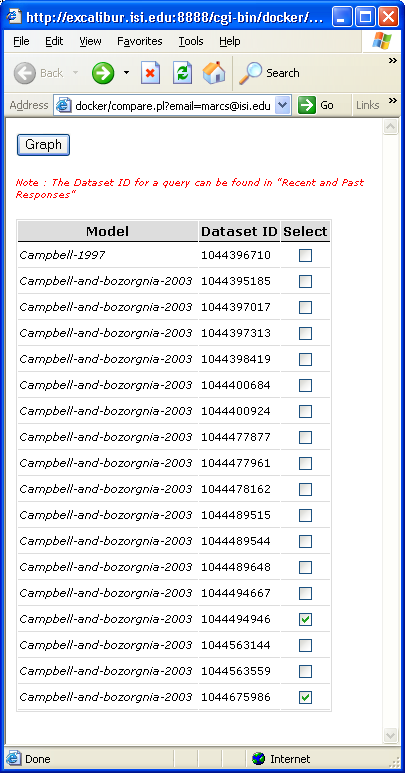 http://excalibur.isi.edu:8888/cgi-bin/docker/...
File Edit View Favorites Tools Help
Back Search
Address docker/compare.pl?email=marcs@isi.edu Go Links
Graph
Note : The Dataset ID for a query can be found in "Recent and Past
Responses"
Model Dataset ID Select
Campbell-1997 1044396710
Campbell-and-bozorgnia-2003 1044395185
Campbell-and-bozorgnia-2003 1044397017
Campbell-and-bozorgnia-2003 1044397313
Campbell-and-bozorgnia-2003 1044398419
Campbell-and-bozorgnia-2003 1044400684
Campbell-and-bozorgnia-2003 1044400924
Campbell-and-bozorgnia-2003 1044477877
Campbell-and-bozorgnia-2003 1044477961
Campbell-and-bozorgnia-2003 1044478162
Campbell-and-bozorgnia-2003 1044489515
Campbell-and-bozorgnia-2003 1044489544
Campbell-and-bozorgnia-2003 1044489648
Campbell-and-bozorgnia-2003 1044494667
Campbell-and-bozorgnia-2003 1044494946
Campbell-and-bozorgnia-2003 1044563144
Campbell-and-bozorgnia-2003 1044563559
Campbell-and-bozorgnia-2003 1044675986
Done Internet